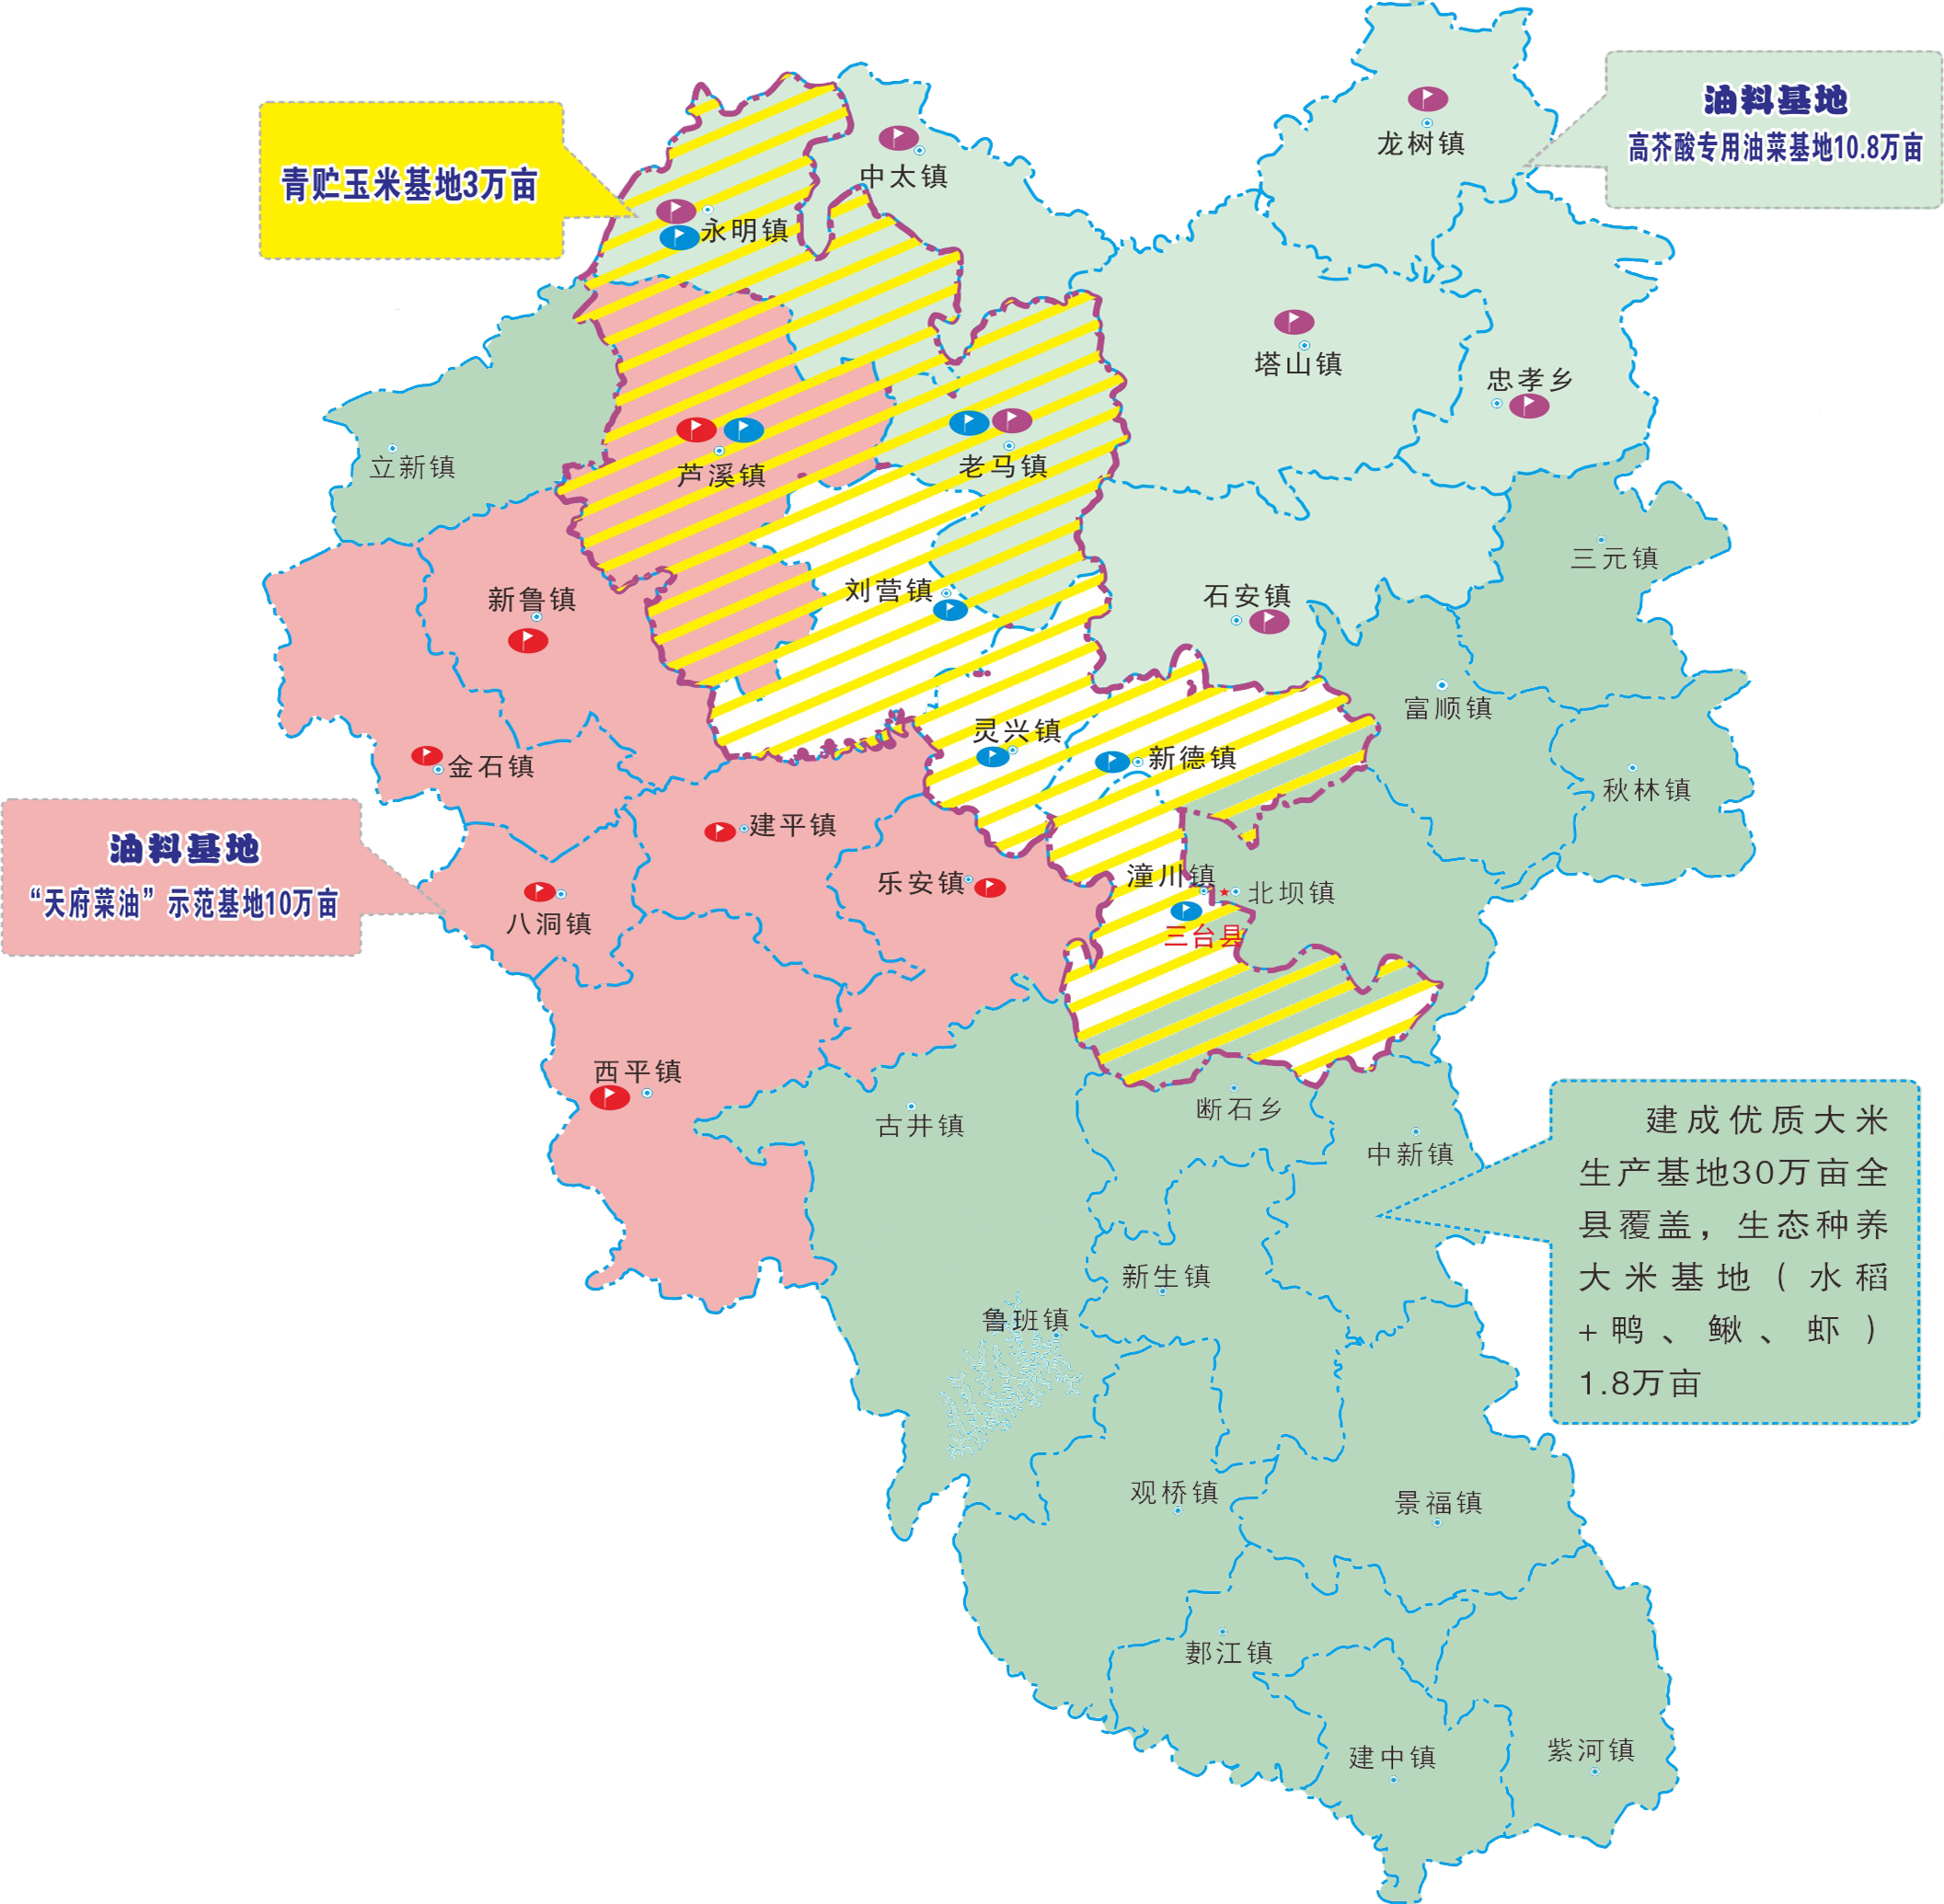 油料基地
高芥酸专用油菜基地10.8万亩
青贮玉米基地3万亩
龙树镇
中太镇
永明镇
塔山镇
忠孝乡
立新镇
芦溪镇
老马镇
三元镇
新鲁镇
刘营镇
石安镇
富顺镇
灵兴镇
新德镇
金石镇
秋林镇
建平镇
油料基地
“天府菜油”示范基地10万亩
乐安镇
潼川镇
北坝镇
八洞镇
三台县
西平镇
古井镇
断石乡
中新镇
建成优质大米
生产基地30万亩全
县覆盖，生态种养
大米基地（水稻
+鸭、鳅、虾）
1.8万亩
新生镇
鲁班镇
观桥镇
景福镇
郪江镇
建中镇
紫河镇